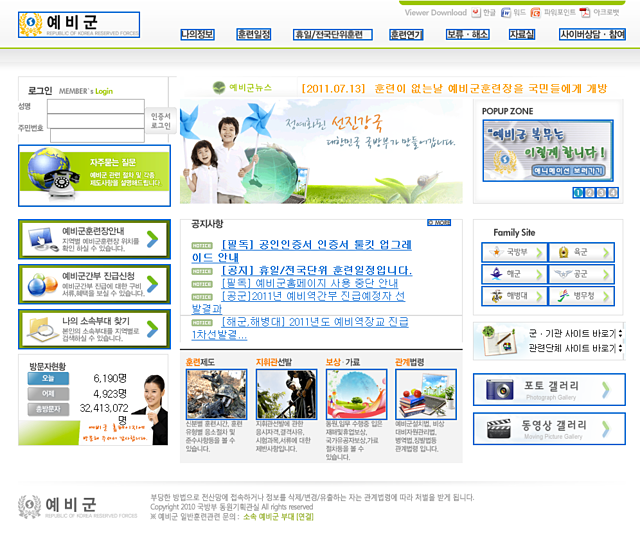 Viewer Download 한글 워드 파워포인트 아크로벳
예비군
REPUBLIC OF KOREA RESERVED FORCES
나의정보 훈련일정 휴일/전국단위훈련 훈련연기 보류·해소 자료실 사이버상담·참여
로그인 MEMBER's Login
성명
주민번호
인증서
로그인
예비군뉴스 [2011.07.13] 훈련이 없는날 예비군훈련장을 국민들에게 개방
정예화된 선진강국
대한민국 국방부가 만들어갑니다.
POPUP ZONE
"예비군 복무는
이렇게 합니다!
애니메이션 보러가기
1 2 3 4
자주묻는 질문
예비군 관련 절차 및 각종
제도사항을 설명해드립니다
예비군훈련장안내
지역별 예비군훈련장 위치를
확인 하실 수 있습니다.
예비군간부 진급신청
예비군간부 진급에 대한 구비
서류,혜택을 보실 수 있습니다.
나의 소속부대 찾기
본인의 소속부대를 지역별로
검색하실 수 있습니다.
공지사항 MORE
NOTICE [필독] 공인인증서 인증서 툴킷 업그레
이드 안내
NOTICE [공지] 휴일/전국단위 훈련일정입니다.
NOTICE [필독] 예비군홈페이지 사용 중단 안내
NOTICE [공군]2011년 예비역간부 진급예정자 선
발결과
NOTICE [해군,해병대] 2011년도 예비역장교 진급
1차선발결...
Family Site
국방부 육군
해군 공군
해병대 병무청
군·기관 사이트 바로가기
관련단체 사이트 바로가기
방문자현황
오늘 6,190명
어제 4,923명
총방문자 32,413,072
명
예비군 홈페이지에
훈련제도
신분별 훈련시간, 훈련
유형별 응소절차 및
준수사항등을 볼 수
있습니다.
지휘관선발
지휘관선발에 관한
응시자격,결격사유,
시험과목,서류에 대한
제반사항입니다.
보상·가료
동원,임무 수행중 입은
재해및휴업보상,
국가유공자보상,가료
절차등을 볼 수
있습니다.
관계법령
예비군설치법, 비상
대비자원관리법,
병역법,징발법등
관계법령 입니다.
포토 갤러리
Photograph Gallery
동영상 갤러리
Moving Picture Gallery
예비군
REPUBLIC OF KOREA RESERVED FORCES
부당한 방법으로 전산망에 접속하거나 정보를 삭제/변경/유출하는 자는 관계법령에 따라 처벌을 받게 됩니다.
Copyright 2010 국방부 동원기획관실 All rights reserved
※ 예비군 일반훈련관련 문의 : 소속 예비군 부대 [연결]